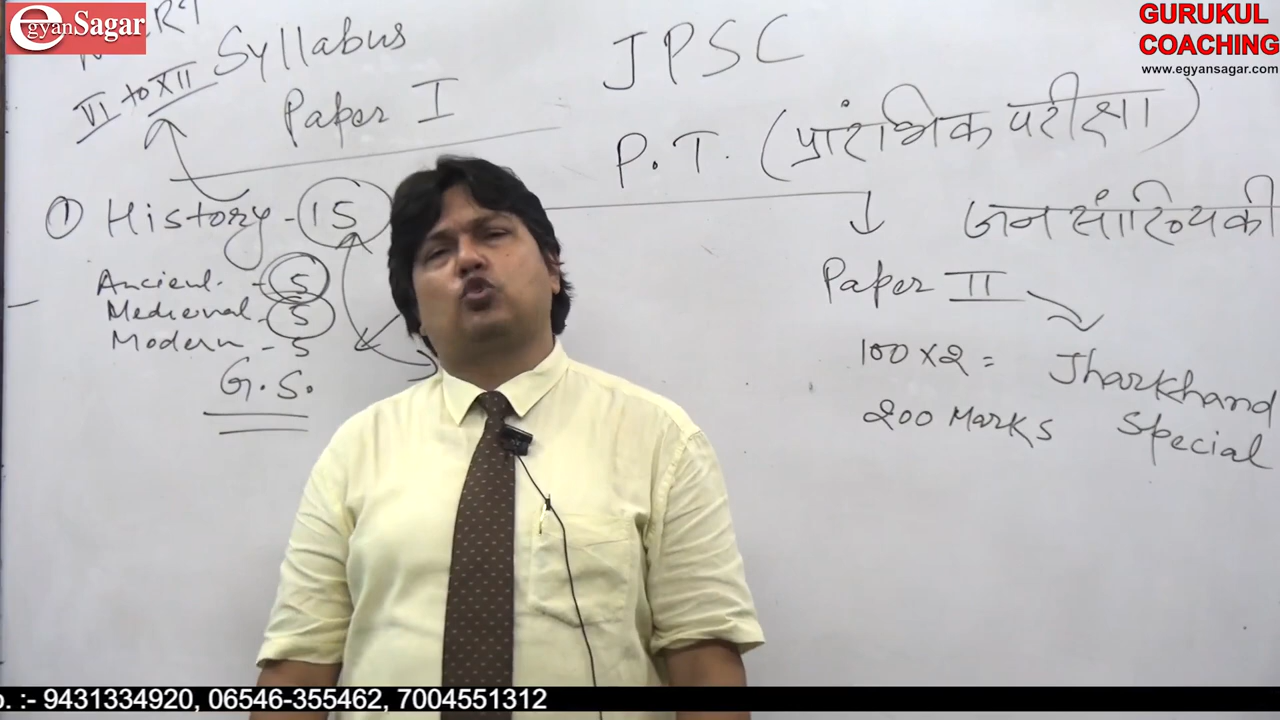 egyanSagar
GURUKUL
COACHING
www.egyansagar.com
VI to XII
Syllabus
Paper I
JPSC
P.T. (प्रारंभिक परीक्षा)
① History - 15
Ancient - 5
Medieval - 5
Modern - 5
G.S.
जन सांख्यिकी
Paper II
100 x 2 =
200 Marks
Jharkhand
Special
. :- 9431334920, 06546-355462, 7004551312